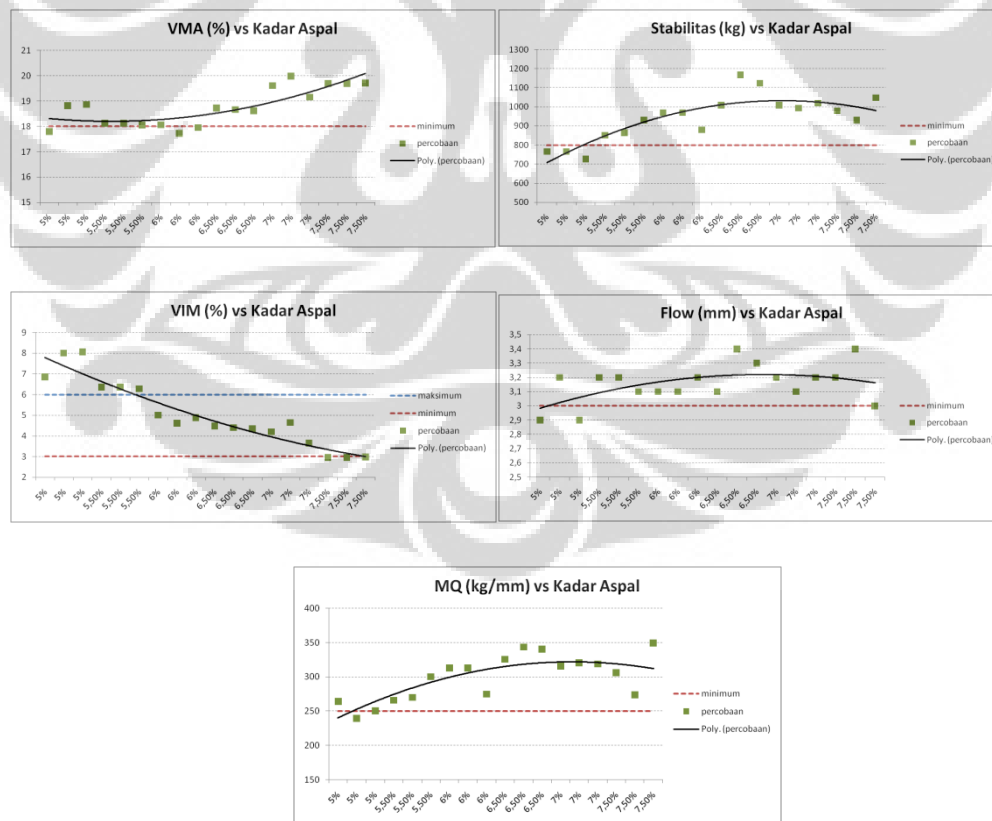 VMA (%) vs Kadar Aspal
21
20
19
18
17
16
15
minimum
percobaan
Poly. (percobaan)
5% 5% 5% 5,50% 5,50% 5,50% 6% 6% 6% 6,50% 6,50% 6,50% 7% 7% 7% 7,50% 7,50% 7,50%
Stabilitas (kg) vs Kadar Aspal
1300
1200
1100
1000
900
800
700
600
500
minimum
percobaan
Poly. (percobaan)
5% 5% 5% 5,50% 5,50% 5,50% 6% 6% 6% 6,50% 6,50% 6,50% 7% 7% 7% 7,50% 7,50% 7,50%
VIM (%) vs Kadar Aspal
9
8
7
6
5
4
3
2
maksimum
minimum
percobaan
Poly. (percobaan)
5% 5% 5% 5,50% 5,50% 5,50% 6% 6% 6% 6,50% 6,50% 6,50% 7% 7% 7% 7,50% 7,50% 7,50%
Flow (mm) vs Kadar Aspal
3,5
3,4
3,3
3,2
3,1
3
2,9
2,8
2,7
2,6
2,5
minimum
percobaan
Poly. (percobaan)
5% 5% 5% 5,50% 5,50% 5,50% 6% 6% 6% 6,50% 6,50% 6,50% 7% 7% 7% 7,50% 7,50% 7,50%
MQ (kg/mm) vs Kadar Aspal
400
350
300
250
200
150
minimum
percobaan
Poly. (percobaan)
5% 5% 5% 5,50% 5,50% 5,50% 6% 6% 6% 6,50% 6,50% 6,50% 7% 7% 7% 7,50% 7,50% 7,50%